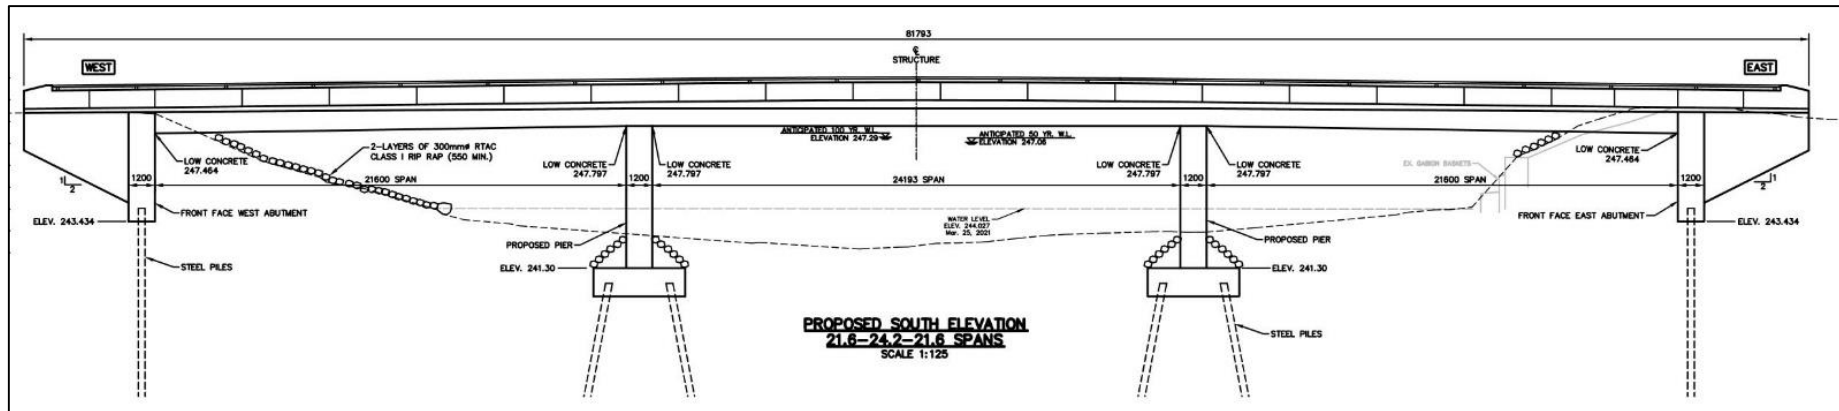 81793
℄
STRUCTURE
WEST
EAST
ANTICIPATED 100 YR. W.L.
ELEVATION 247.29
ANTICIPATED 50 YR. W.L.
ELEVATION 247.06
2-LAYERS OF 300mmø RTAC
CLASS I RIP RAP (550 MIN.)
LOW CONCRETE
247.464
LOW CONCRETE
247.797
LOW CONCRETE
247.797
LOW CONCRETE
247.797
LOW CONCRETE
247.797
EX. GABION BASKETS
LOW CONCRETE
247.464
1
2
1200
21600 SPAN
1200
24193 SPAN
1200
21600 SPAN
1200
1
2
FRONT FACE WEST ABUTMENT
FRONT FACE EAST ABUTMENT
ELEV. 243.434
WATER LEVEL
ELEV. 244.027
Mar. 25, 2021
ELEV. 243.434
PROPOSED PIER
PROPOSED PIER
STEEL PILES
ELEV. 241.30
ELEV. 241.30
PROPOSED SOUTH ELEVATION
21.6-24.2-21.6 SPANS
SCALE 1:125
STEEL PILES